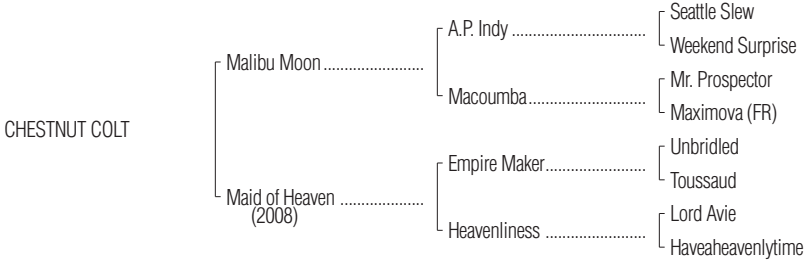 Seattle Slew
A.P. Indy
Weekend Surprise
Malibu Moon
Mr. Prospector
Macoumba
Maximova (FR)
CHESTNUT COLT
Unbridled
Empire Maker
Toussaud
Maid of Heaven
(2008)
Lord Avie
Heavenliness
Haveaheavenlytime